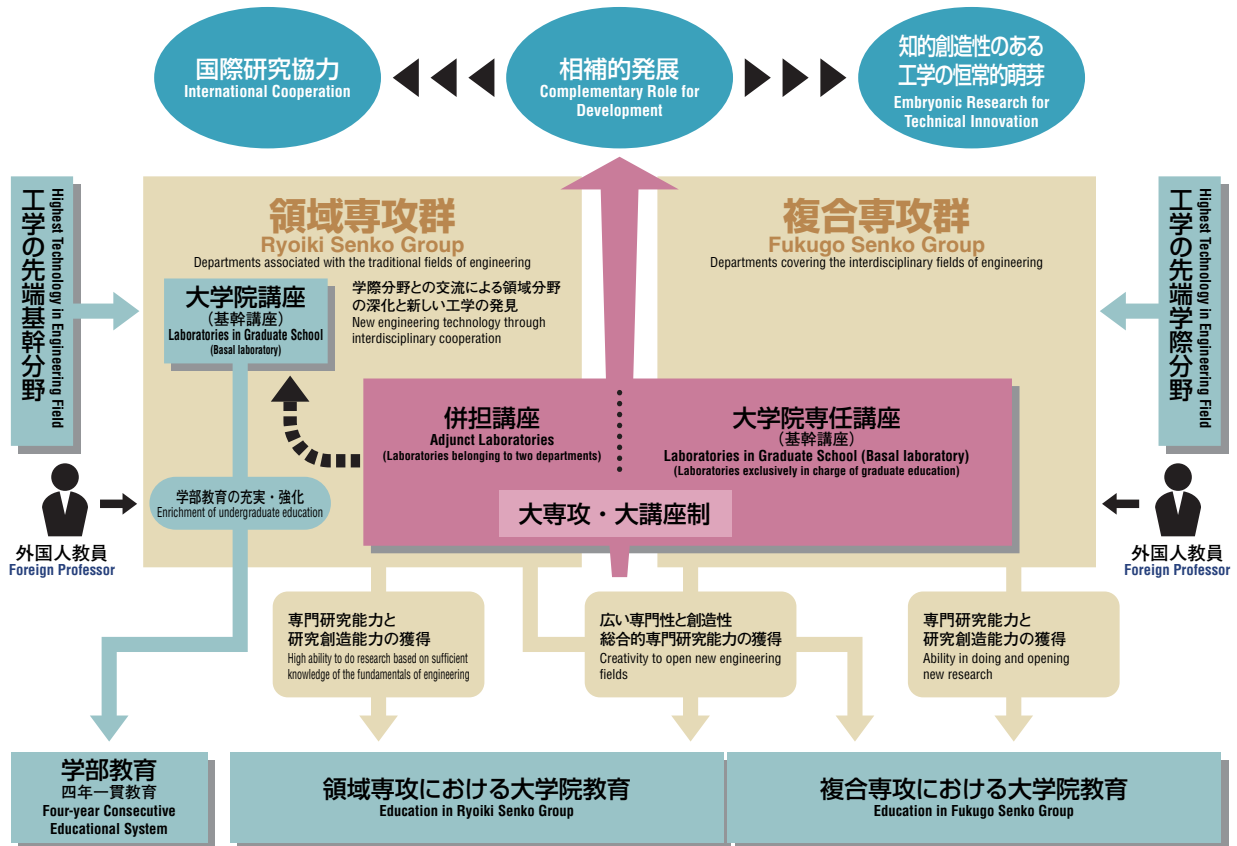 国際研究協力
International Cooperation
相補的発展
Complementary Role for
Development
知的創造性のある
工学の恒常的萌芽
Embryonic Research for
Technical Innovation
工学の先端基幹分野
Highest Technology in Engineering Field
領域専攻群
Ryoiki Senko Group
Departments associated with the traditional fields of engineering
複合専攻群
Fukugo Senko Group
Departments covering the interdisciplinary fields of engineering
工学の先端学際分野
Highest Technology in Engineering Field
大学院講座
(基幹講座)
Laboratories in Graduate School
(Basal laboratory)
学際分野との交流による領域分野
の深化と新しい工学の発見
New engineering technology through
interdisciplinary cooperation
併担講座
Adjunct Laboratories
(Laboratories belonging to two departments)
大学院専任講座
(基幹講座)
Laboratories in Graduate School (Basal laboratory)
(Laboratories exclusively in charge of graduate education)
大専攻・大講座制
外国人教員
Foreign Professor
学部教育の充実・強化
Enrichment of undergraduate education
外国人教員
Foreign Professor
専門研究能力と
研究創造能力の獲得
High ability to do research based on sufficient
knowledge of the fundamentals of engineering
広い専門性と創造性
総合的専門研究能力の獲得
Creativity to open new engineering
fields
専門研究能力と
研究創造能力の獲得
Ability in doing and opening
new research
学部教育
四年一貫教育
Four-year Consecutive
Educational System
領域専攻における大学院教育
Education in Ryoiki Senko Group
複合専攻における大学院教育
Education in Fukugo Senko Group